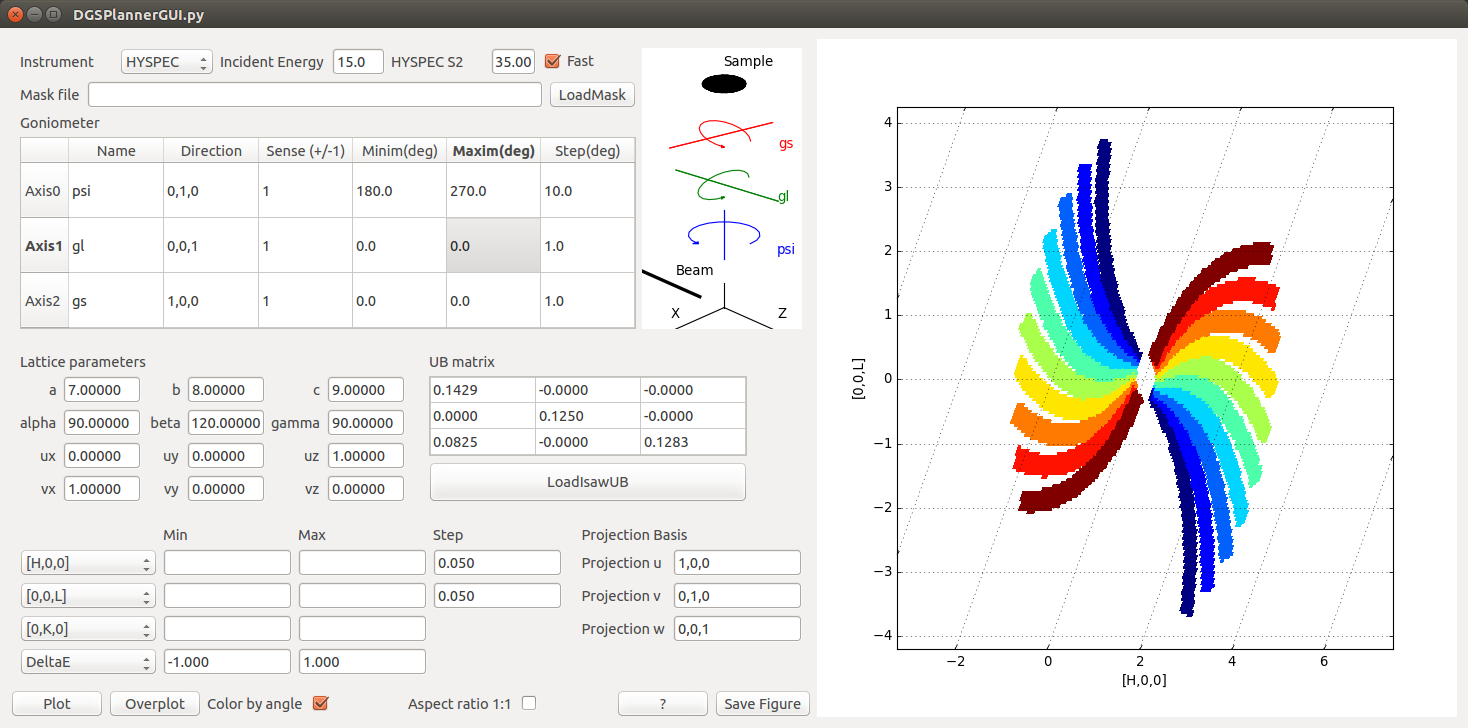 DGSPlannerGUI.py
Instrument HYSPEC Incident Energy 15.0 HYSPEC S2 35.00 Fast
Mask file LoadMask
Goniometer
Name Direction Sense (+/-1) Minim(deg) Maxim(deg) Step(deg)
Axis0 psi 0,1,0 1 180.0 270.0 10.0
Axis1 gl 0,0,1 1 0.0 0.0 1.0
Axis2 gs 1,0,0 1 0.0 0.0 1.0
Sample
gs
gl
psi
Beam
X Z
Lattice parameters
a 7.00000 b 8.00000 c 9.00000
alpha 90.00000 beta 120.00000 gamma 90.00000
ux 0.00000 uy 0.00000 uz 1.00000
vx 1.00000 vy 0.00000 vz 0.00000
UB matrix
0.1429 -0.0000 -0.0000
0.0000 0.1250 -0.0000
0.0825 -0.0000 0.1283
LoadIsawUB
Min Max Step
[H,0,0] 0.050
[0,0,L] 0.050
[0,K,0]
DeltaE -1.000 1.000
Projection Basis
Projection u 1,0,0
Projection v 0,1,0
Projection w 0,0,1
Plot Overplot Color by angle Aspect ratio 1:1 ? Save Figure
4
3
2
1
0
−1
−2
−3
−4
[0,0,L]
−2 0 2 4 6
[H,0,0]